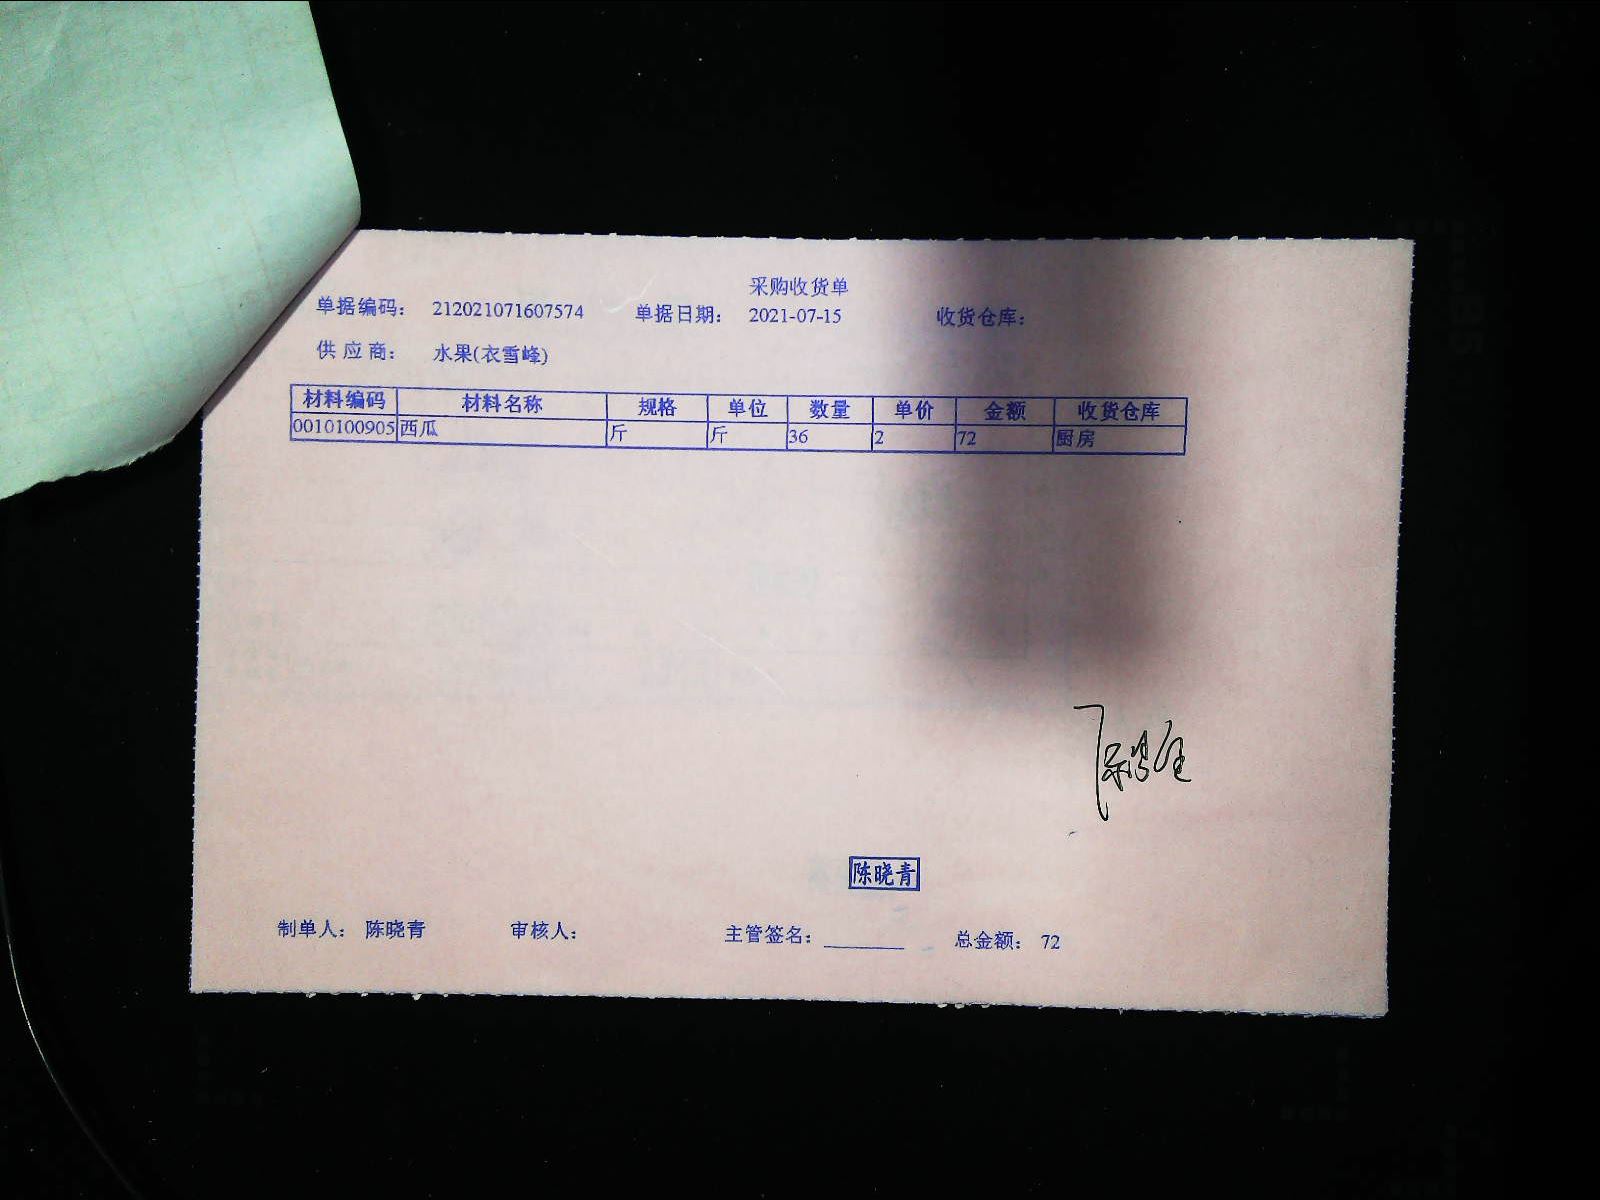 采购收货单
单据编码: 212021071607574 单据日期: 2021-07-15 收货仓库:
供应商: 水果(衣雪峰)
材料编码 材料名称 规格 单位 数量 单价 金额 收货仓库
0010100905 西瓜 斤 斤 36 2 72 厨房
陈晓青
制单人: 陈晓青 审核人: 主管签名: ________ 总金额: 72